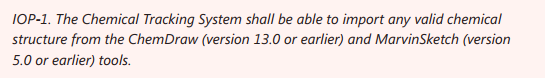 IOP-1. The Chemical Tracking System shall be able to import any valid chemical
structure from the ChemDraw (version 13.0 or earlier) and MarvinSketch (version
5.0 or earlier) tools.